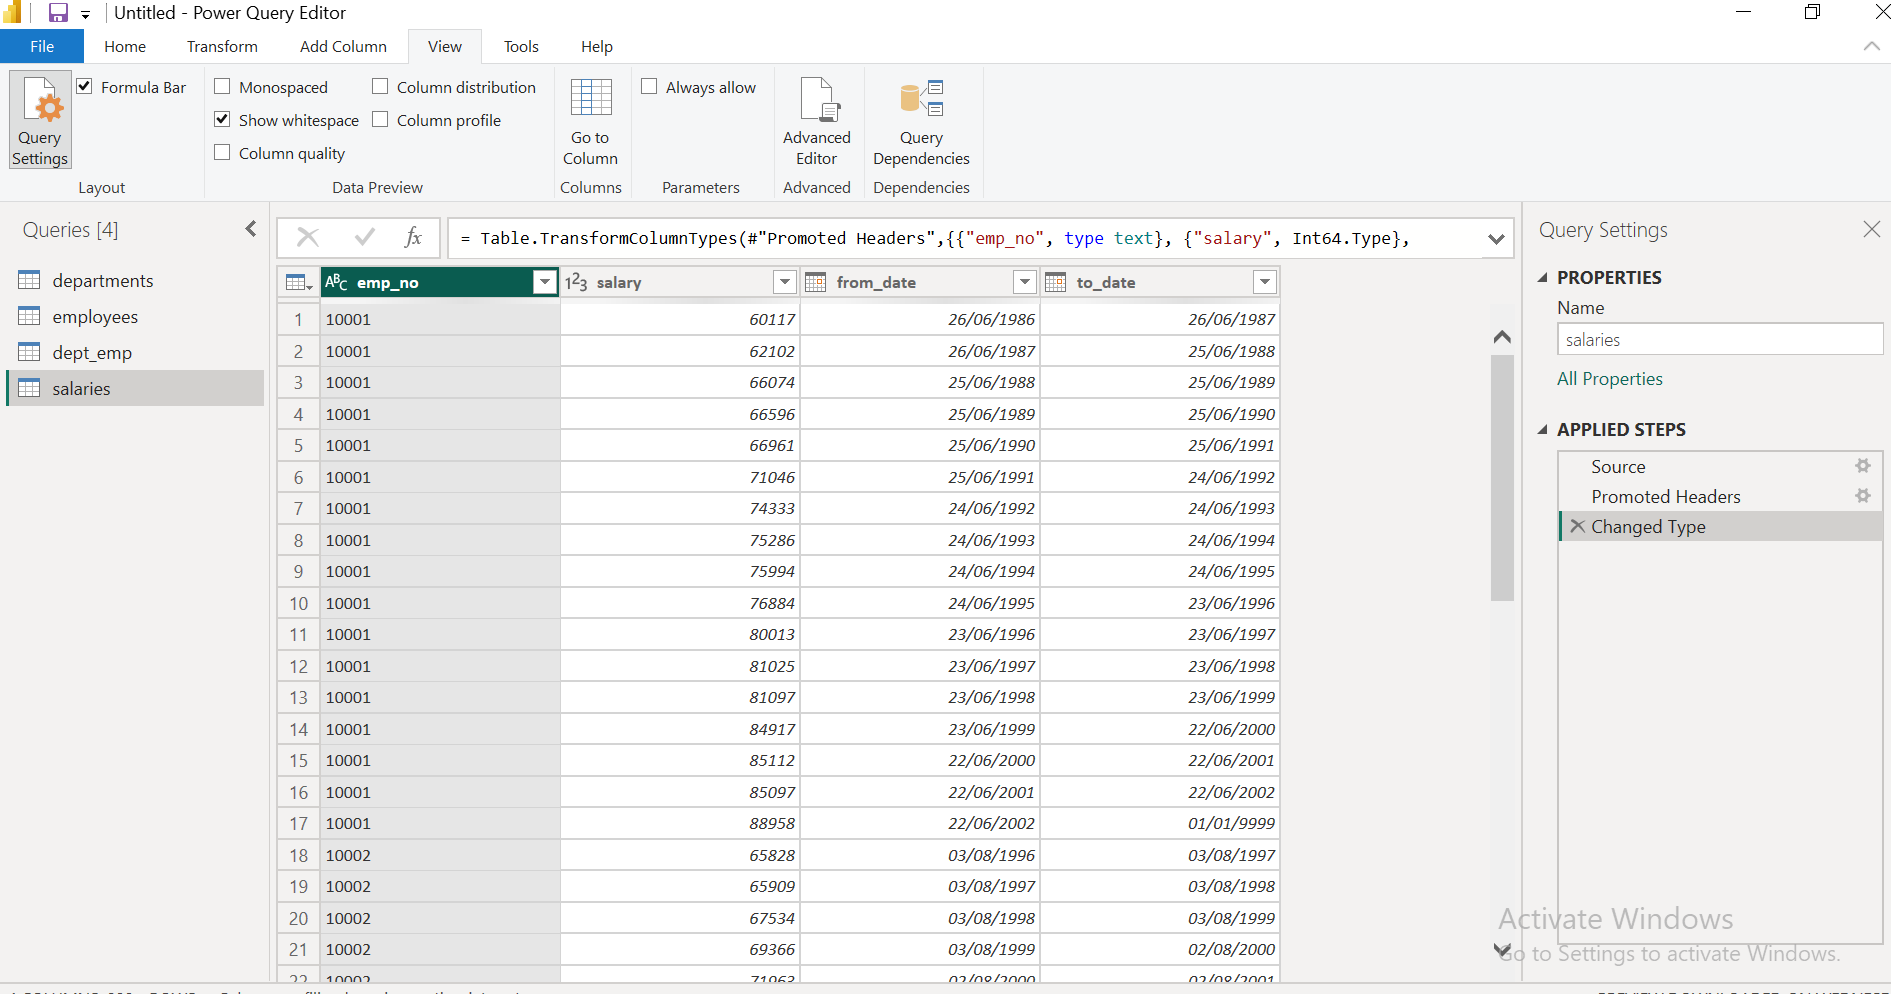 Untitled - Power Query Editor
File Home Transform Add Column View Tools Help
Query Settings
Formula Bar
Layout
Monospaced
Show whitespace
Column quality
Column distribution
Column profile
Data Preview
Go to Column
Columns
Always allow
Parameters
Advanced Editor
Advanced
Query Dependencies
Dependencies
Queries [4]
departments
employees
dept_emp
salaries
fx = Table.TransformColumnTypes(#"Promoted Headers",{{"emp_no", type text}, {"salary", Int64.Type},
ABC emp_no 123 salary from_date to_date
1 10001 60117 26/06/1986 26/06/1987
2 10001 62102 26/06/1987 25/06/1988
3 10001 66074 25/06/1988 25/06/1989
4 10001 66596 25/06/1989 25/06/1990
5 10001 66961 25/06/1990 25/06/1991
6 10001 71046 25/06/1991 24/06/1992
7 10001 74333 24/06/1992 24/06/1993
8 10001 75286 24/06/1993 24/06/1994
9 10001 75994 24/06/1994 24/06/1995
10 10001 76884 24/06/1995 23/06/1996
11 10001 80013 23/06/1996 23/06/1997
12 10001 81025 23/06/1997 23/06/1998
13 10001 81097 23/06/1998 23/06/1999
14 10001 84917 23/06/1999 22/06/2000
15 10001 85112 22/06/2000 22/06/2001
16 10001 85097 22/06/2001 22/06/2002
17 10001 88958 22/06/2002 01/01/9999
18 10002 65828 03/08/1996 03/08/1997
19 10002 65909 03/08/1997 03/08/1998
20 10002 67534 03/08/1998 03/08/1999
21 10002 69366 03/08/1999 02/08/2000
22 10002 71963 02/08/2000 02/08/2001
Query Settings
PROPERTIES
Name
salaries
All Properties
APPLIED STEPS
Source
Promoted Headers
Changed Type
Activate Windows
Go to Settings to activate Windows.